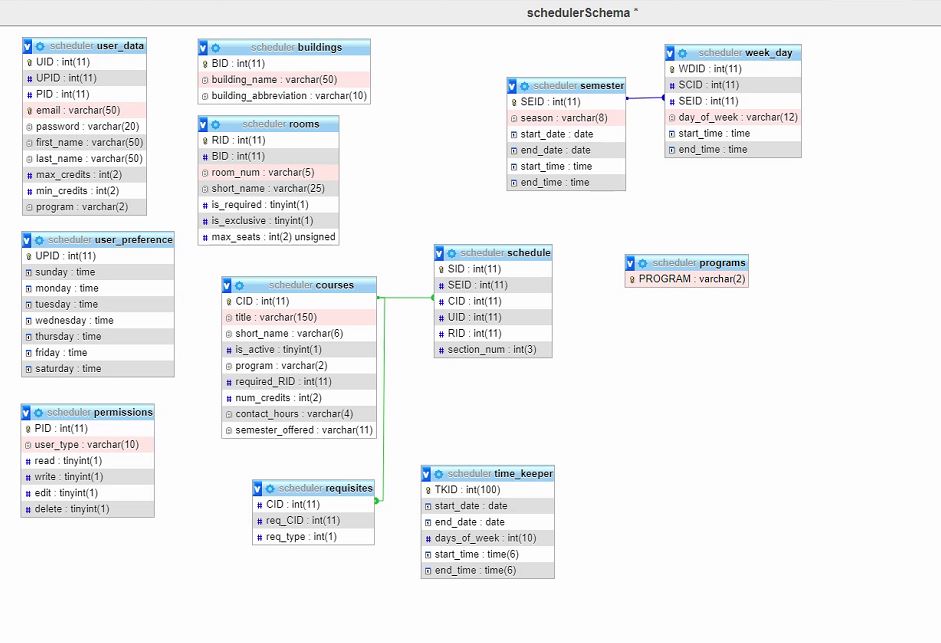 schedulerSchema *
scheduler user_data
UID : int(11)
UPID : int(11)
PID : int(11)
email : varchar(50)
password : varchar(20)
first_name : varchar(50)
last_name : varchar(50)
max_credits : int(2)
min_credits : int(2)
program : varchar(2)
scheduler user_preference
UPID : int(11)
sunday : time
monday : time
tuesday : time
wednesday : time
thursday : time
friday : time
saturday : time
scheduler permissions
PID : int(11)
user_type : varchar(10)
read : tinyint(1)
write : tinyint(1)
edit : tinyint(1)
delete : tinyint(1)
scheduler buildings
BID : int(11)
building_name : varchar(50)
building_abbreviation : varchar(10)
scheduler rooms
RID : int(11)
BID : int(11)
room_num : varchar(5)
short_name : varchar(25)
is_required : tinyint(1)
is_exclusive : tinyint(1)
max_seats : int(2) unsigned
scheduler courses
CID : int(11)
title : varchar(150)
short_name : varchar(6)
is_active : tinyint(1)
program : varchar(2)
required_RID : int(11)
num_credits : int(2)
contact_hours : varchar(4)
semester_offered : varchar(11)
scheduler requisites
CID : int(11)
req_CID : int(11)
req_type : int(1)
scheduler schedule
SID : int(11)
SEID : int(11)
CID : int(11)
UID : int(11)
RID : int(11)
section_num : int(3)
scheduler time_keeper
TKID : int(100)
start_date : date
end_date : date
days_of_week : int(10)
start_time : time(6)
end_time : time(6)
scheduler semester
SEID : int(11)
season : varchar(8)
start_date : date
end_date : date
start_time : time
end_time : time
scheduler week_day
WDID : int(11)
SCID : int(11)
SEID : int(11)
day_of_week : varchar(12)
start_time : time
end_time : time
scheduler programs
PROGRAM : varchar(2)